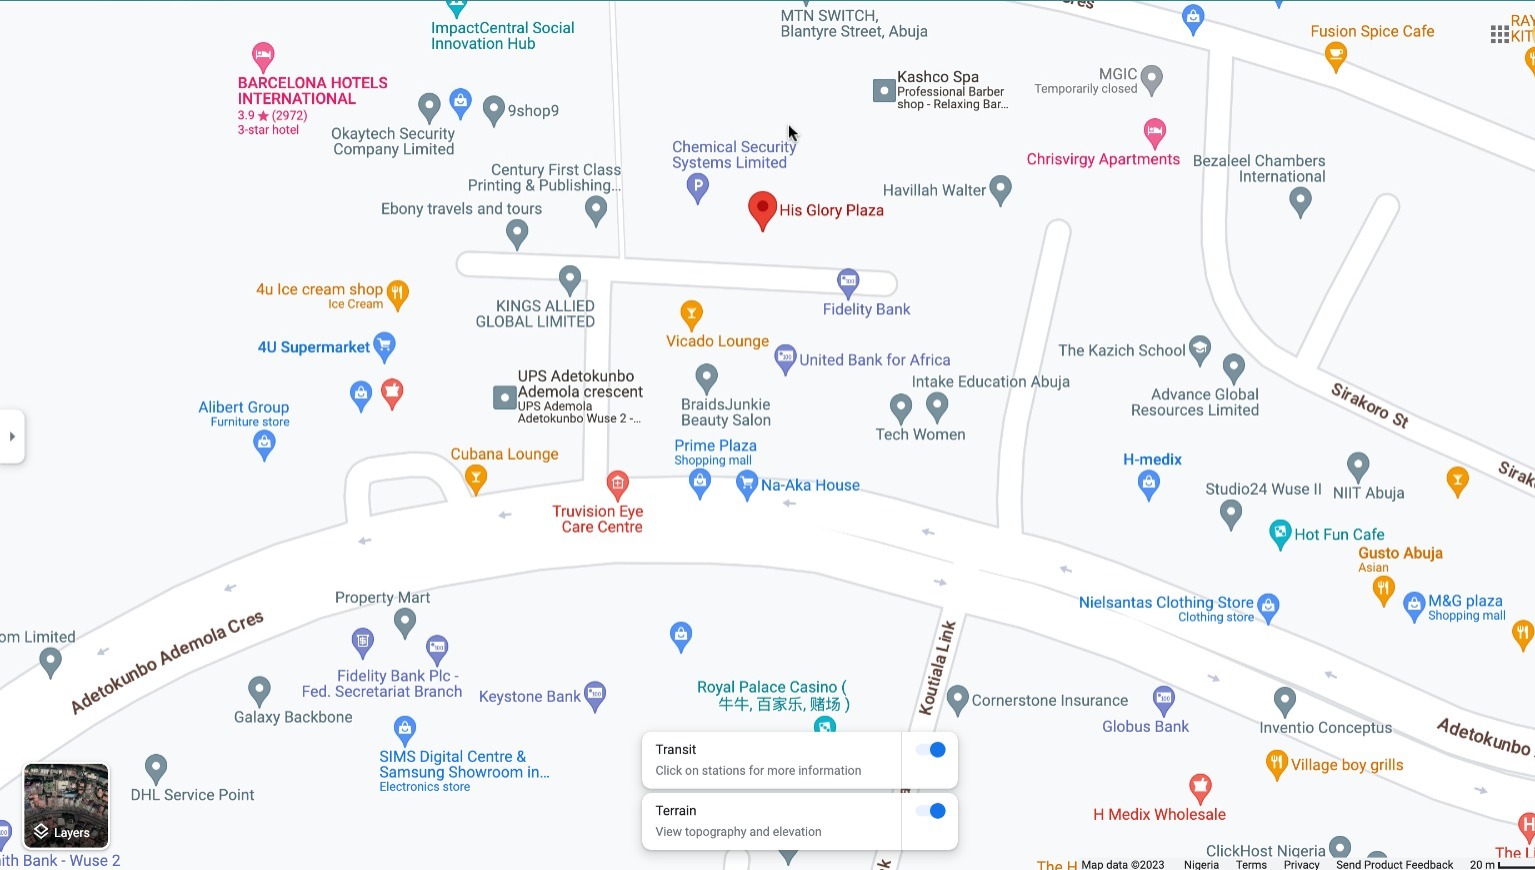 cres
ImpactCentral Social
Innovation Hub
MTN SWITCH,
Blantyre Street, Abuja
Fusion Spice Cafe
RAY
KIT
BARCELONA HOTELS
INTERNATIONAL
3.9 ★ (2972)
3-star hotel
Kashco Spa
Professional Barber
shop - Relaxing Bar...
MGIC
Temporarily closed
9shop9
Okaytech Security
Company Limited
Chemical Security
Systems Limited
P
Chrisvirgy Apartments
Bezaleel Chambers
International
Century First Class
Printing & Publishing...
Havillah Walter
Ebony travels and tours
His Glory Plaza
4u Ice cream shop
Ice Cream
KINGS ALLIED
GLOBAL LIMITED
Fidelity Bank
Vicado Lounge
4U Supermarket
United Bank for Africa
The Kazich School
UPS Adetokunbo
Ademola crescent
UPS Ademola
Adetokunbo Wuse 2 -...
Intake Education Abuja
Advance Global
Resources Limited
Sirakoro St
Alibert Group
Furniture store
BraidsJunkie
Beauty Salon
Tech Women
Prime Plaza
Shopping mall
Cubana Lounge
H-medix
Sirak
Na-Aka House
Studio24 Wuse II
NIIT Abuja
Truvision Eye
Care Centre
Hot Fun Cafe
Gusto Abuja
Asian
Property Mart
Nielsantas Clothing Store
Clothing store
M&G plaza
Shopping mall
om Limited
Adetokunbo Ademola Cres
Koutiala Link
Fidelity Bank Plc -
Fed. Secretariat Branch
Keystone Bank
Royal Palace Casino (
牛牛, 百家乐, 赌场 )
Cornerstone Insurance
Galaxy Backbone
Globus Bank
Inventio Conceptus
Adetokunbo
SIMS Digital Centre &
Samsung Showroom in...
Electronics store
Transit
Click on stations for more information
Village boy grills
DHL Service Point
Terrain
View topography and elevation
H Medix Wholesale
Layers
ith Bank - Wuse 2
ClickHost Nigeria
H
The Li
The H
Map data ©2023 Nigeria Terms Privacy Send Product Feedback 20 m